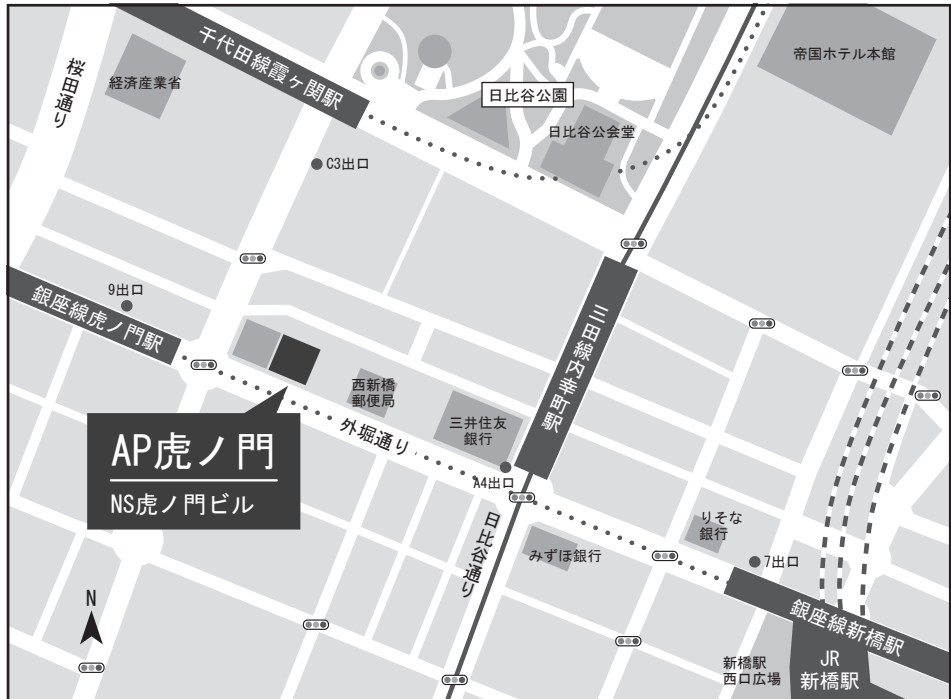 千代田線霞ヶ関駅
桜田通り
経済産業省
日比谷公園
日比谷公会堂
帝国ホテル本館
C3出口
9出口
銀座線虎ノ門駅
三田線内幸町駅
西新橋
郵便局
三井住友
銀行
外堀通り
AP虎ノ門
NS虎ノ門ビル
A4出口
日比谷通り
みずほ銀行
りそな
銀行
7出口
銀座線新橋駅
N
新橋駅
西口広場
JR
新橋駅